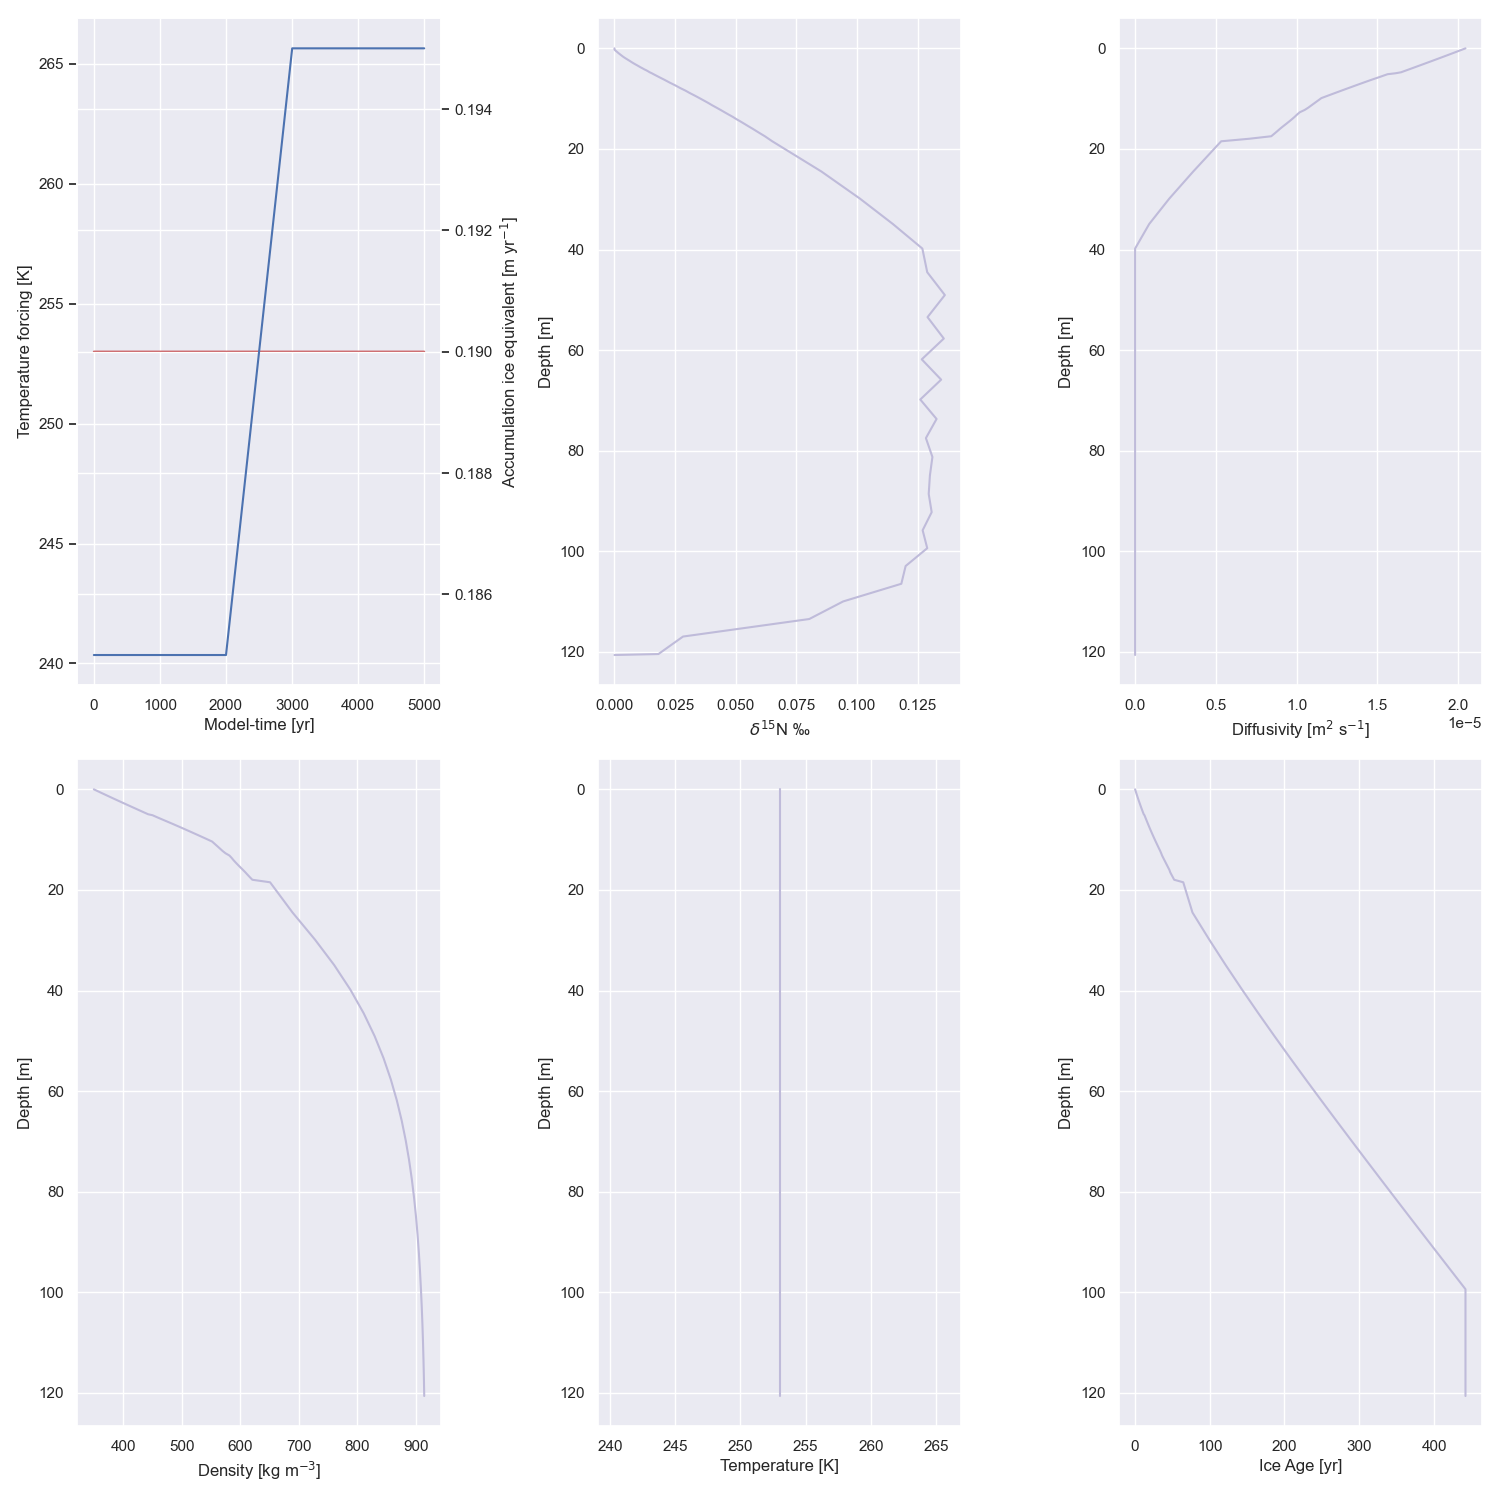 Temperature forcing [K]
265
260
255
250
245
240
0 1000 2000 3000 4000 5000
Model-time [yr]
0.194
0.192
0.190
0.188
0.186
Accumulation ice equivalent [m yr⁻¹]
Depth [m]
0
20
40
60
80
100
120
0.000 0.025 0.050 0.075 0.100 0.125
δ¹⁵N ‰
Depth [m]
0
20
40
60
80
100
120
0.0 0.5 1.0 1.5 2.0
1e−5
Diffusivity [m² s⁻¹]
Depth [m]
0
20
40
60
80
100
120
400 500 600 700 800 900
Density [kg m⁻³]
Depth [m]
0
20
40
60
80
100
120
240 245 250 255 260 265
Temperature [K]
Depth [m]
0
20
40
60
80
100
120
0 100 200 300 400
Ice Age [yr]